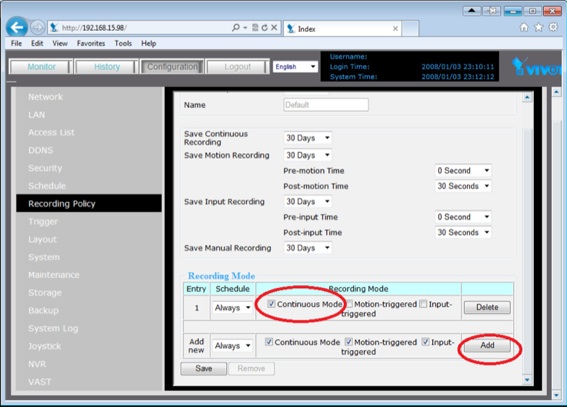 http://192.168.15.98/
Index
File Edit View Favorites Tools Help
Monitor History Configuration Logout English
Username:
Login Time: 2008/01/03 23:10:11
System Time: 2008/01/03 23:12:12
Network
LAN
Access List
DDNS
Security
Schedule
Recording Policy
Trigger
Layout
System
Maintenance
Storage
Backup
System Log
Joystick
NVR
VAST
Name Default
Save Continuous
Recording 30 Days
Save Motion Recording 30 Days
Pre-motion Time 0 Second
Post-motion Time 30 Seconds
Save Input Recording 30 Days
Pre-input Time 0 Second
Post-input Time 30 Seconds
Save Manual Recording 30 Days
Recording Mode
Entry Schedule Recording Mode
1 Always Continuous Mode Motion-triggered Input-
triggered Delete
Add
new Always Continuous Mode Motion-triggered Input-
triggered Add
Save Remove